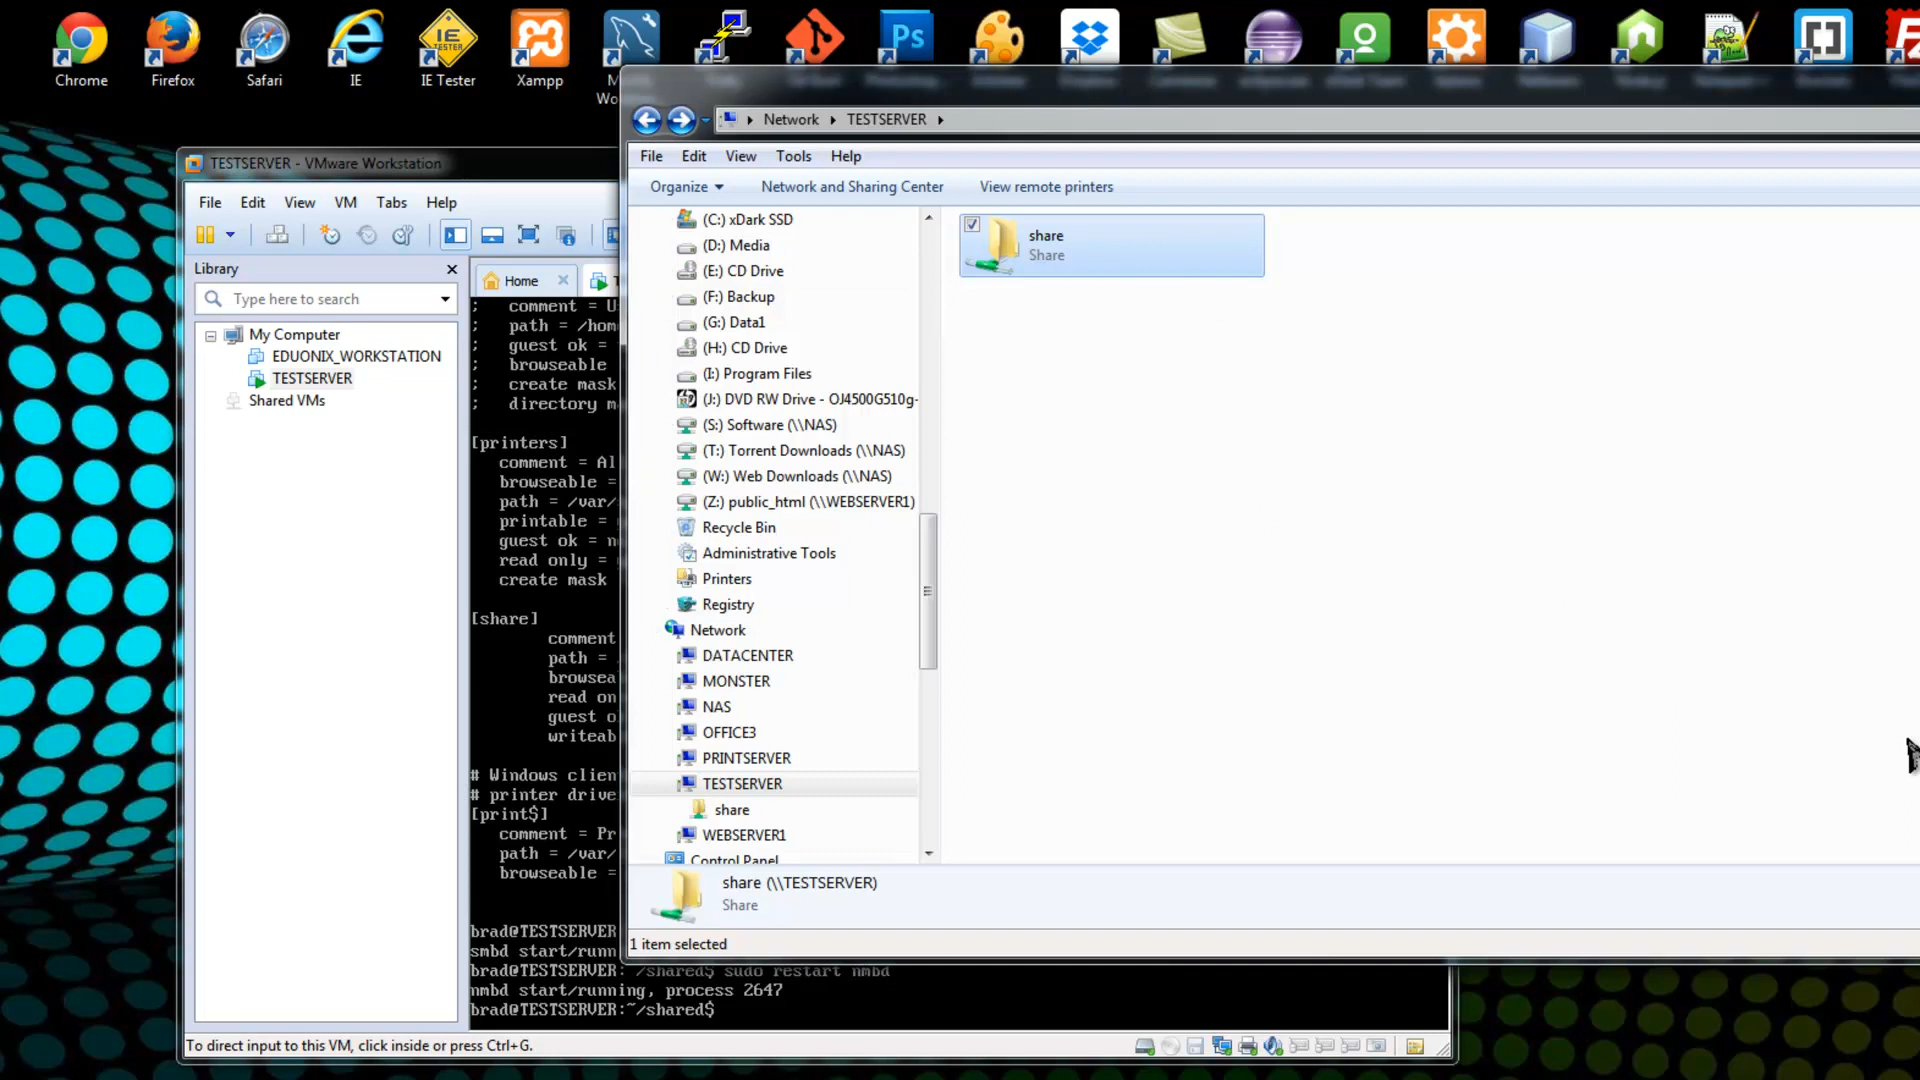 Chrome
Firefox
Safari
IE
IE Tester
Xampp
Network TESTSERVER
File Edit View Tools Help
Organize Network and Sharing Center View remote printers
(C:) xDark SSD
(D:) Media
(E:) CD Drive
(F:) Backup
(G:) Data1
(H:) CD Drive
(I:) Program Files
(J:) DVD RW Drive - OJ4500G510g-
(S:) Software (\\NAS)
(T:) Torrent Downloads (\\NAS)
(W:) Web Downloads (\\NAS)
(Z:) public_html (\\WEBSERVER1)
Recycle Bin
Administrative Tools
Printers
Registry
Network
DATACENTER
MONSTER
NAS
OFFICE3
PRINTSERVER
TESTSERVER
share
WEBSERVER1
Control Panel
share
Share
share (\\TESTSERVER)
Share
1 item selected
TESTSERVER - VMware Workstation
File Edit View VM Tabs Help
Library
Type here to search
My Computer
EDUONIX_WORKSTATION
TESTSERVER
Shared VMs
Home
; comment = U
; path = /hom
; guest ok =
; browseable
; create mask
; directory m
[printers]
comment = Al
browseable =
path = /var/
printable =
guest ok = n
read only =
create mask
[share]
comment
path =
browsea
read on
guest o
writeab
# Windows clien
# printer drive
[print$]
comment = Pr
path = /var/
browseable =
brad@TESTSERVER
smbd start/runn
brad@TESTSERVER: /shared$ sudo restart nmbd
nmbd start/running, process 2647
brad@TESTSERVER:~/shared$
To direct input to this VM, click inside or press Ctrl+G.